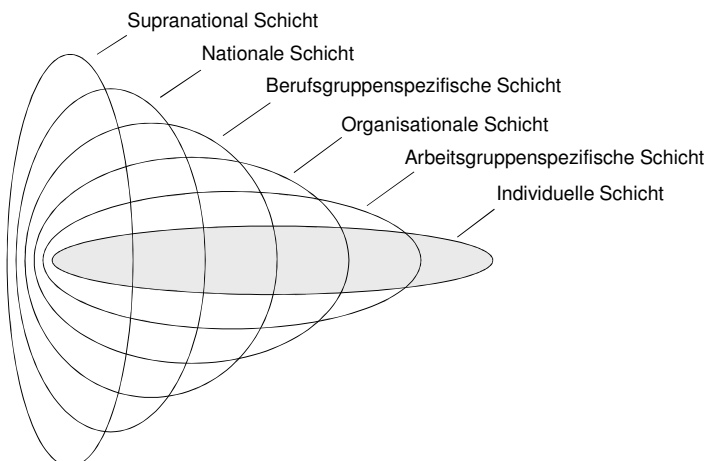 Supranational Schicht
Nationale Schicht
Berufsgruppenspezifische Schicht
Organisationale Schicht
Arbeitsgruppenspezifische Schicht
Individuelle Schicht